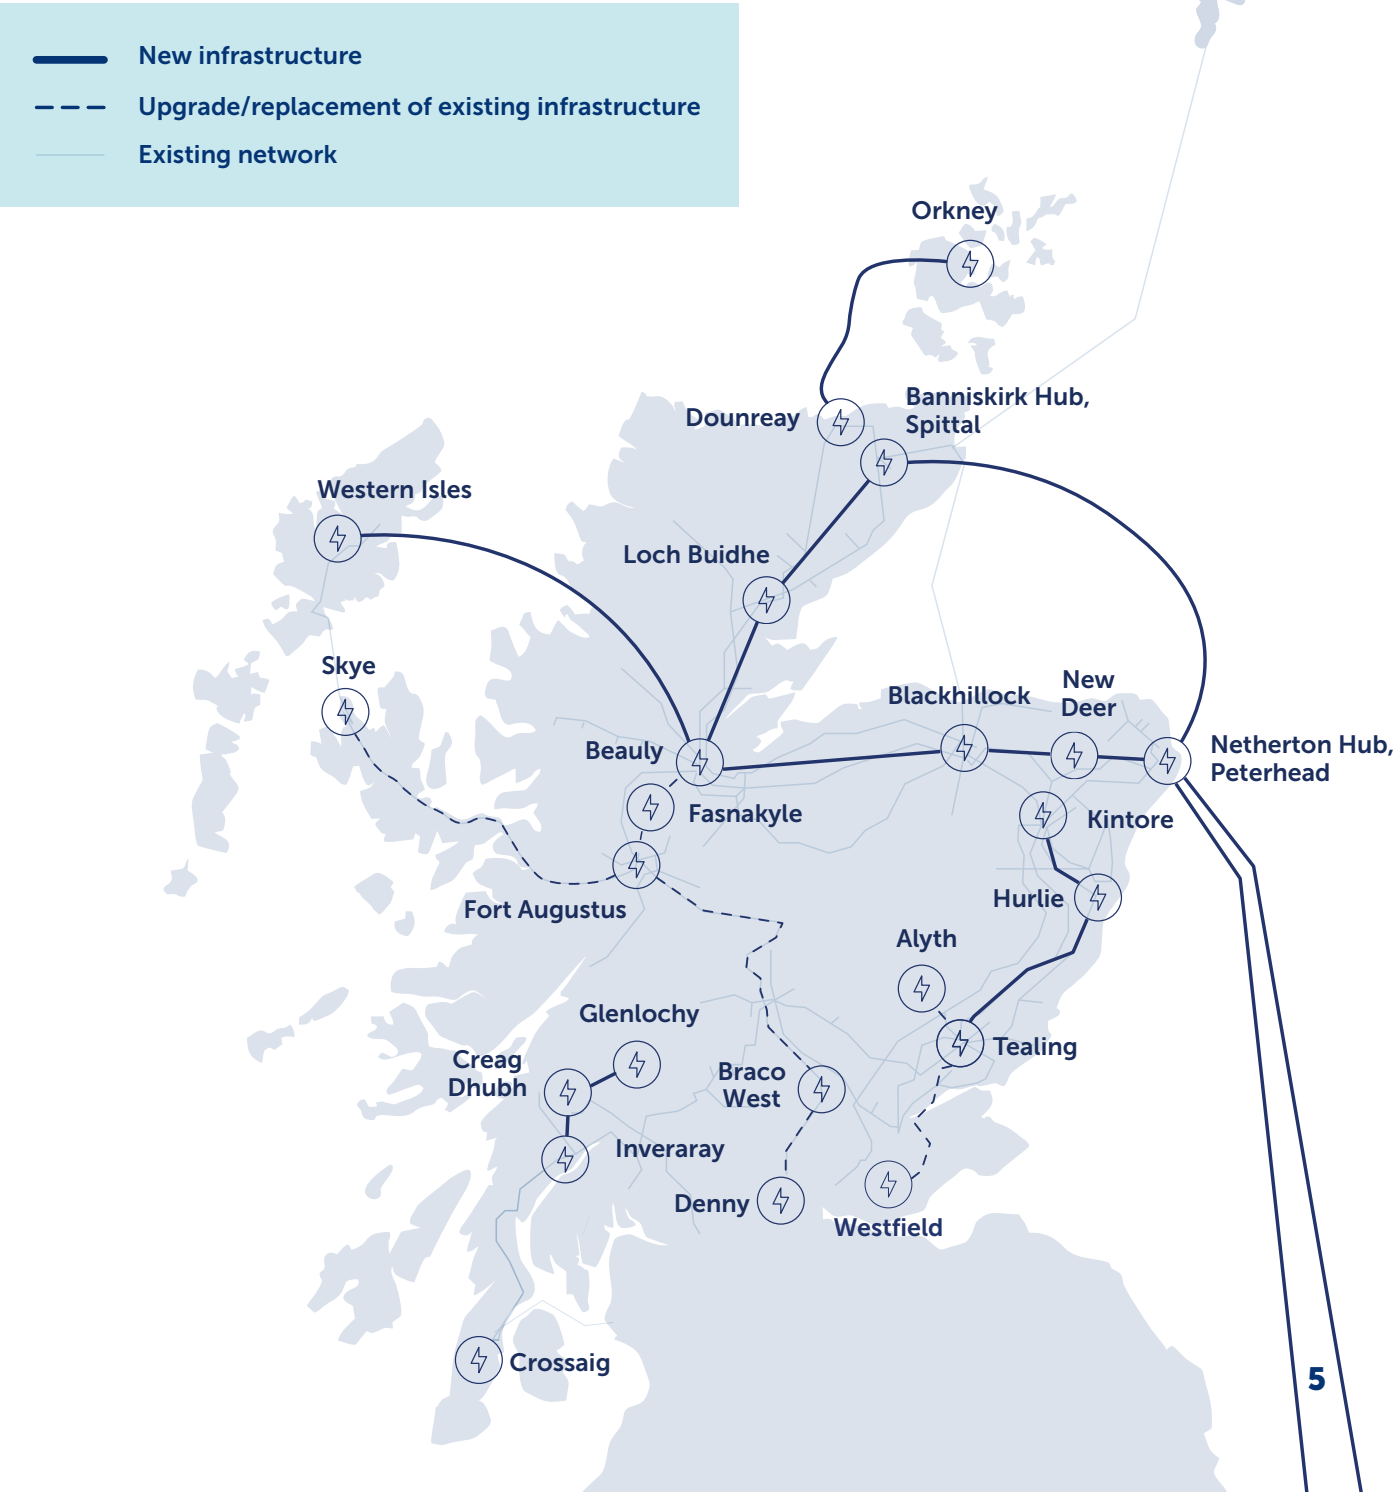 New infrastructure
Upgrade/replacement of existing infrastructure
Existing network
Orkney
Banniskirk Hub,
Spittal
Dounreay
Western Isles
Loch Buidhe
Skye
Blackhillock
New
Deer
Beauly
Netherton Hub,
Peterhead
Fasnakyle
Kintore
Hurlie
Fort Augustus
Alyth
Glenlochy
Tealing
Creag
Dhubh
Braco
West
Inveraray
Denny
Westfield
Crossaig
5